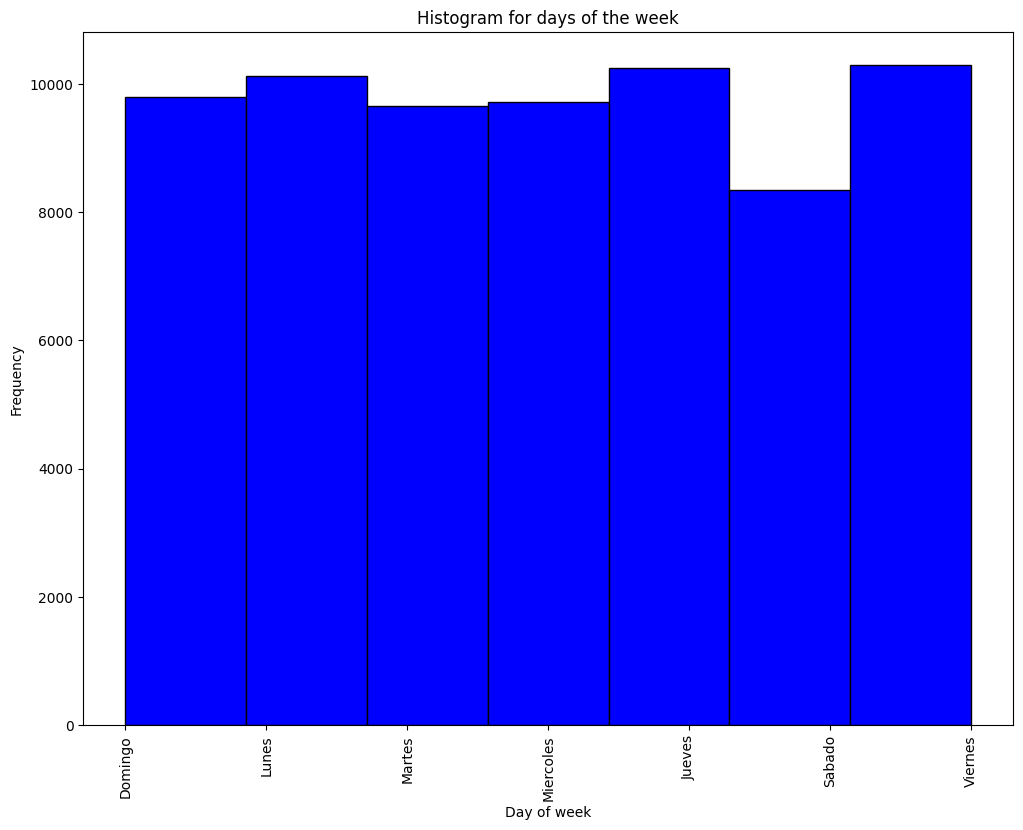 Histogram for days of the week
Frequency
10000
8000
6000
4000
2000
0
Domingo
Lunes
Martes
Miercoles
Jueves
Sabado
Viernes
Day of week